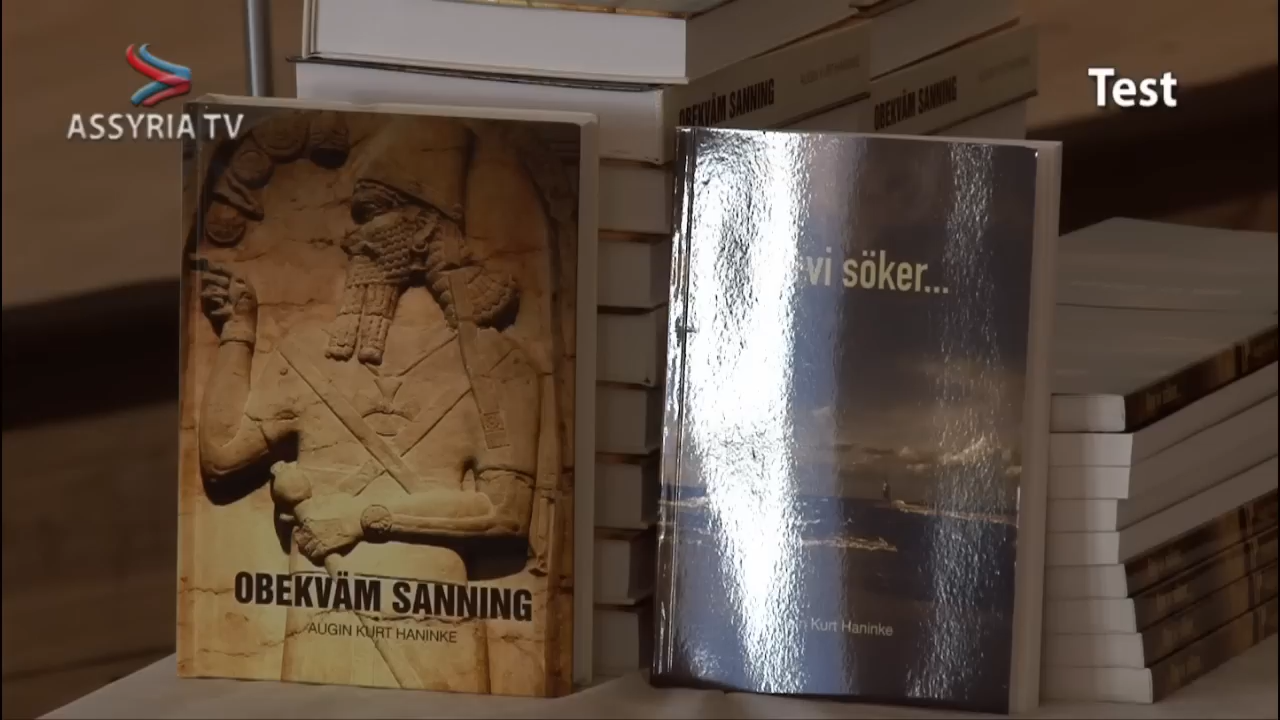 ASSYRIA TV
Test
OBEKVÄM SANNING
OBEKVÄM SANNING
vi söker...
OBEKVÄM SANNING
AUGIN KURT HANINKE
Kurt Haninke